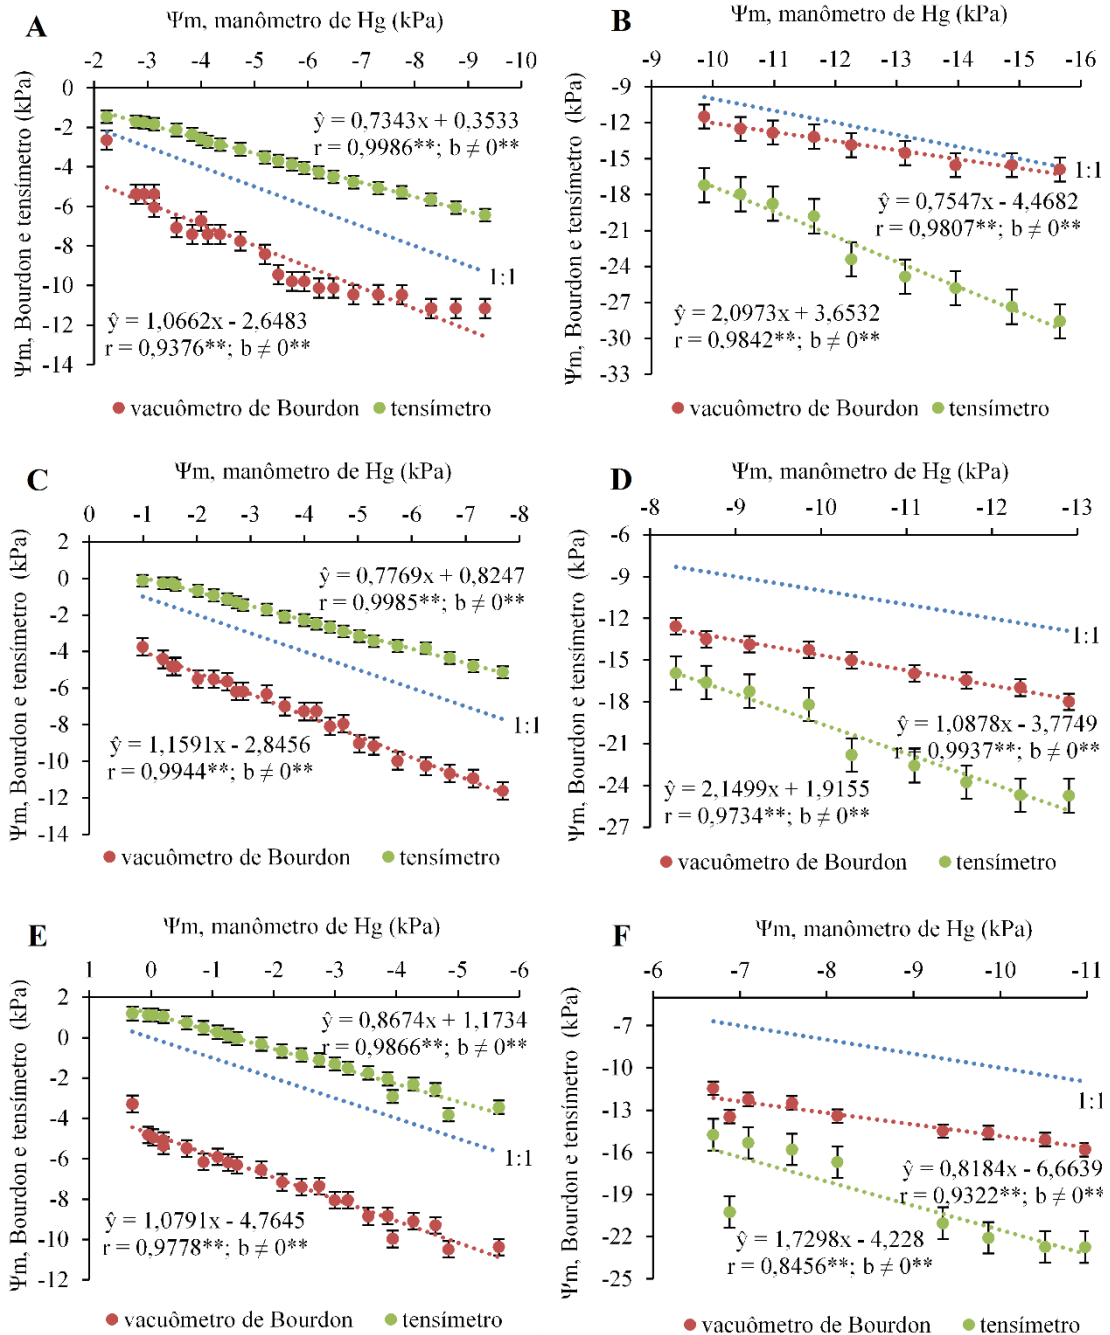 A
Ψm, manômetro de Hg (kPa)
-2 -3 -4 -5 -6 -7 -8 -9 -10
Ψm, Bourdon e tensímetro (kPa)
0
-2
-4
-6
-8
-10
-12
-14
ŷ = 0,7343x + 0,3533
r = 0,9986**; b ≠ 0**
1:1
ŷ = 1,0662x - 2,6483
r = 0,9376**; b ≠ 0**
vacuômetro de Bourdon tensímetro
B
Ψm, manômetro de Hg (kPa)
-9 -10 -11 -12 -13 -14 -15 -16
Ψm, Bourdon e tensímetro (kPa)
-9
-12
-15
-18
-21
-24
-27
-30
-33
1:1
ŷ = 0,7547x - 4,4682
r = 0,9807**; b ≠ 0**
ŷ = 2,0973x + 3,6532
r = 0,9842**; b ≠ 0**
vacuômetro de Bourdon tensímetro
C
Ψm, manômetro de Hg (kPa)
0 -1 -2 -3 -4 -5 -6 -7 -8
Ψm, Bourdon e tensímetro (kPa)
2
0
-2
-4
-6
-8
-10
-12
-14
ŷ = 0,7769x + 0,8247
r = 0,9985**; b ≠ 0**
1:1
ŷ = 1,1591x - 2,8456
r = 0,9944**; b ≠ 0**
vacuômetro de Bourdon tensímetro
D
Ψm, manômetro de Hg (kPa)
-8 -9 -10 -11 -12 -13
Ψm, Bourdon e tensímetro (kPa)
-6
-9
-12
-15
-18
-21
-24
-27
1:1
ŷ = 1,0878x - 3,7749
r = 0,9937**; b ≠ 0**
ŷ = 2,1499x + 1,9155
r = 0,9734**; b ≠ 0**
vacuômetro de Bourdon tensímetro
E
Ψm, manômetro de Hg (kPa)
1 0 -1 -2 -3 -4 -5 -6
Ψm, Bourdon e tensímetro (kPa)
2
0
-2
-4
-6
-8
-10
-12
ŷ = 0,8674x + 1,1734
r = 0,9866**; b ≠ 0**
1:1
ŷ = 1,0791x - 4,7645
r = 0,9778**; b ≠ 0**
vacuômetro de Bourdon tensímetro
F
Ψm, manômetro de Hg (kPa)
-6 -7 -8 -9 -10 -11
Ψm, Bourdon e tensímetro (kPa)
-7
-10
-13
-16
-19
-22
-25
1:1
ŷ = 0,8184x - 6,6639
r = 0,9322**; b ≠ 0**
ŷ = 1,7298x - 4,228
r = 0,8456**; b ≠ 0**
vacuômetro de Bourdon tensímetro